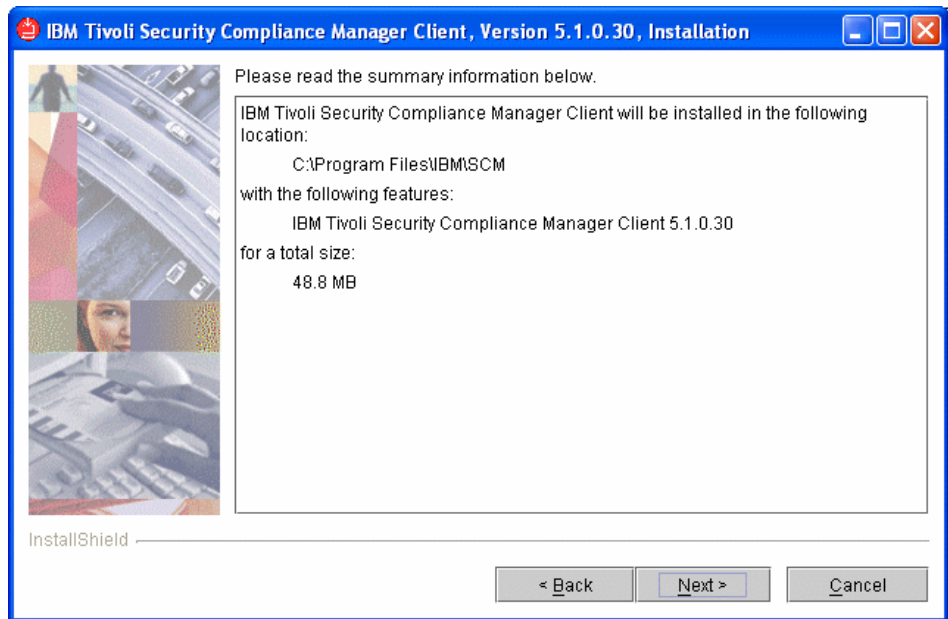 IBM Tivoli Security Compliance Manager Client, Version 5.1.0.30, Installation
Please read the summary information below.
IBM Tivoli Security Compliance Manager Client will be installed in the following
location:
C:\Program Files\IBM\SCM
with the following features:
IBM Tivoli Security Compliance Manager Client 5.1.0.30
for a total size:
48.8 MB
InstallShield
< Back
Next >
Cancel